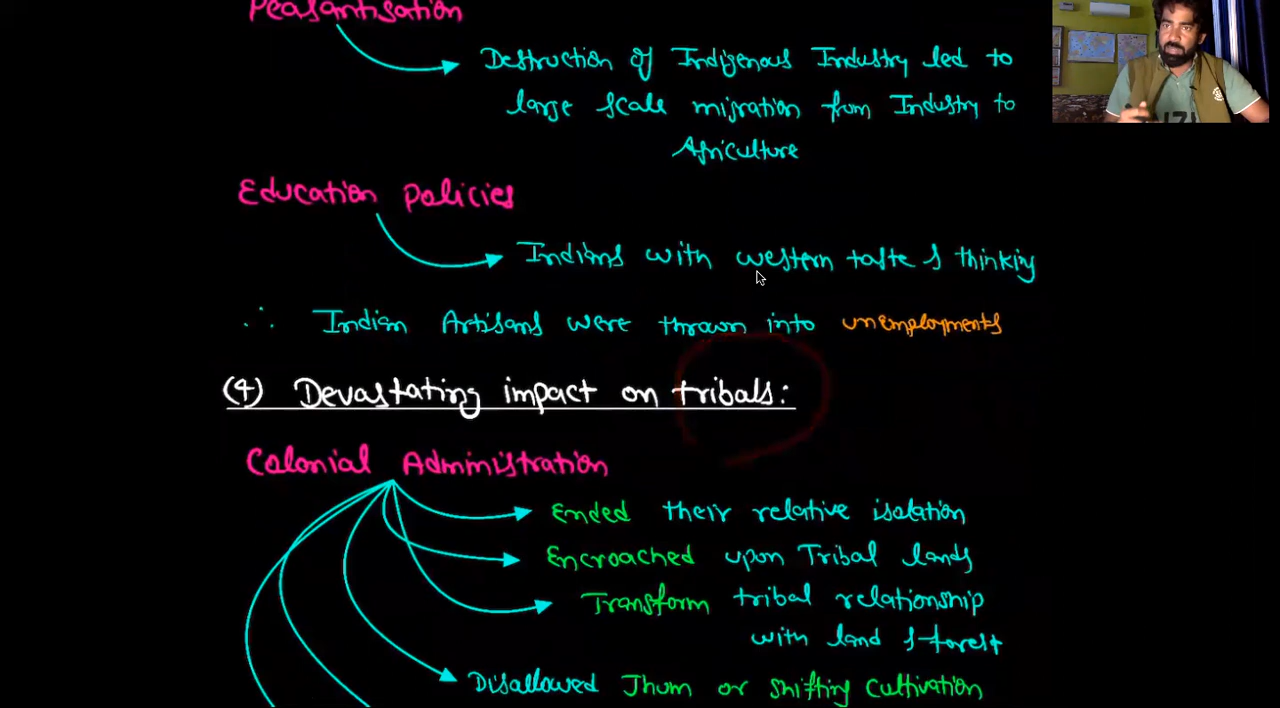 Peasantisation
Destruction of Indigenous Industry led to
large scale migration from Industry to
Agriculture
Education Policies
Indians with western taste & thinking
∴ Indian Artisans were thrown into unemployments
(4) Devastating impact on tribals:
Colonial Administration
Ended their relative isolation
Encroached upon Tribal lands
Transform tribal relationship
with land & forest
Disallowed Jhum or shifting cultivation